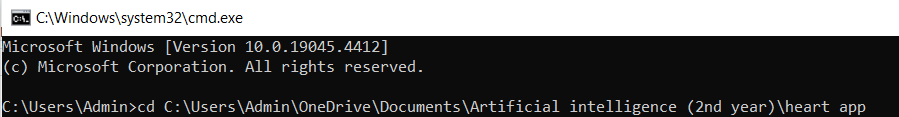 C:\Windows\system32\cmd.exe
Microsoft Windows [Version 10.0.19045.4412]
(c) Microsoft Corporation. All rights reserved.
C:\Users\Admin>cd C:\Users\Admin\OneDrive\Documents\Artificial intelligence (2nd year)\heart app